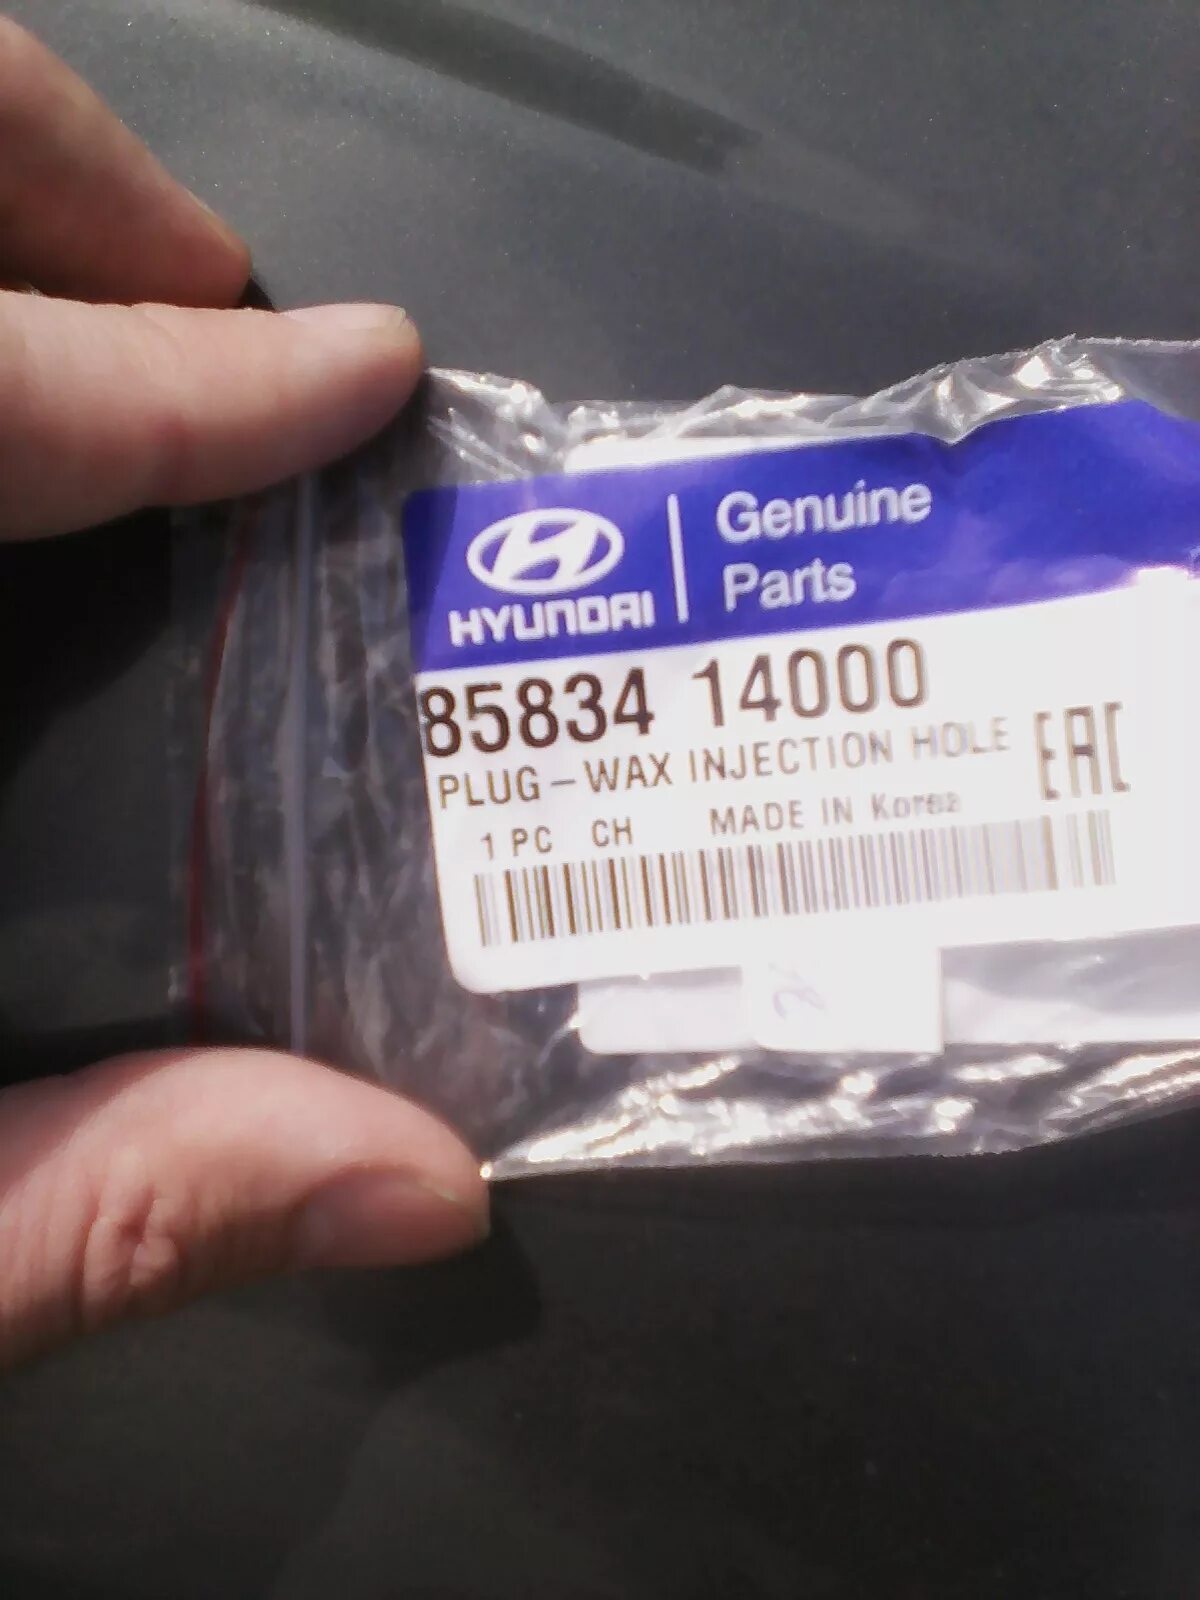 HYUNDAI
Genuine
Parts
85834 14000
PLUG-WAX INJECTION HOLE
EAC
1 PC CH MADE IN Korea